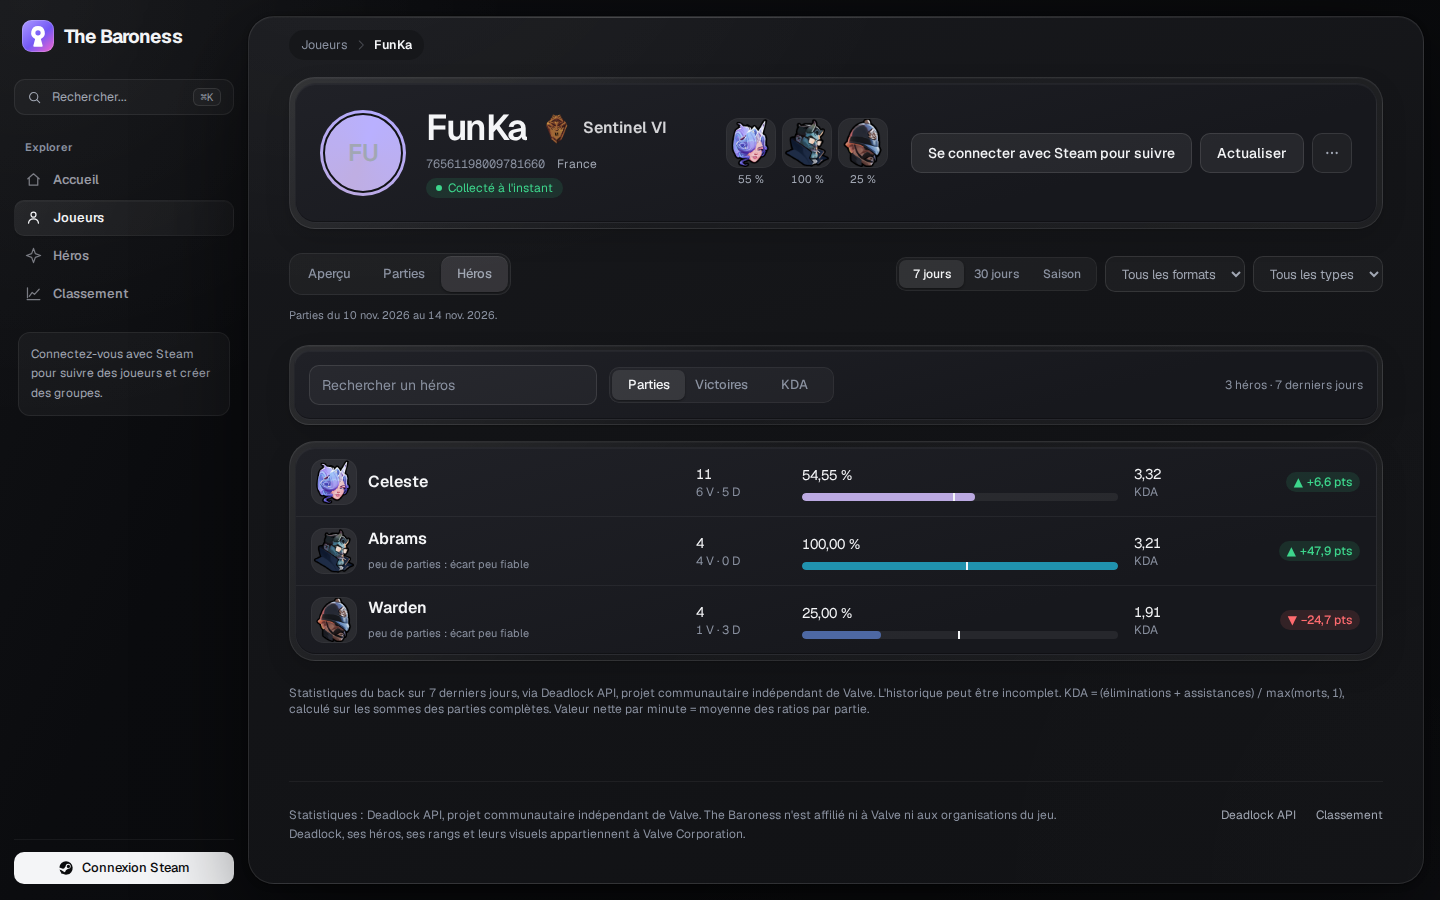 The Baroness
Rechercher...
⌘K
Explorer
Accueil
Joueurs
Héros
Classement
Connectez-vous avec Steam
pour suivre des joueurs et créer
des groupes.
Connexion Steam
Joueurs
FunKa
FU
FunKa
Sentinel VI
76561198009781660 France
Collecté à l'instant
55 % 100 % 25 %
Se connecter avec Steam pour suivre
Actualiser
···
Aperçu Parties Héros
7 jours 30 jours Saison
Tous les formats
Tous les types
Parties du 10 nov. 2026 au 14 nov. 2026.
Rechercher un héros
Parties Victoires KDA
3 héros · 7 derniers jours
Celeste
11
6 V · 5 D
54,55 %
3,32
KDA
▲ +6,6 pts
Abrams
peu de parties : écart peu fiable
4
4 V · 0 D
100,00 %
3,21
KDA
▲ +47,9 pts
Warden
peu de parties : écart peu fiable
4
1 V · 3 D
25,00 %
1,91
KDA
▼ −24,7 pts
Statistiques du back sur 7 derniers jours, via Deadlock API, projet communautaire indépendant de Valve. L'historique peut être incomplet. KDA = (éliminations + assistances) / max(morts, 1),
calculé sur les sommes des parties complètes. Valeur nette par minute = moyenne des ratios par partie.
Statistiques : Deadlock API, projet communautaire indépendant de Valve. The Baroness n'est affilié ni à Valve ni aux organisations du jeu.
Deadlock, ses héros, ses rangs et leurs visuels appartiennent à Valve Corporation.
Deadlock API
Classement